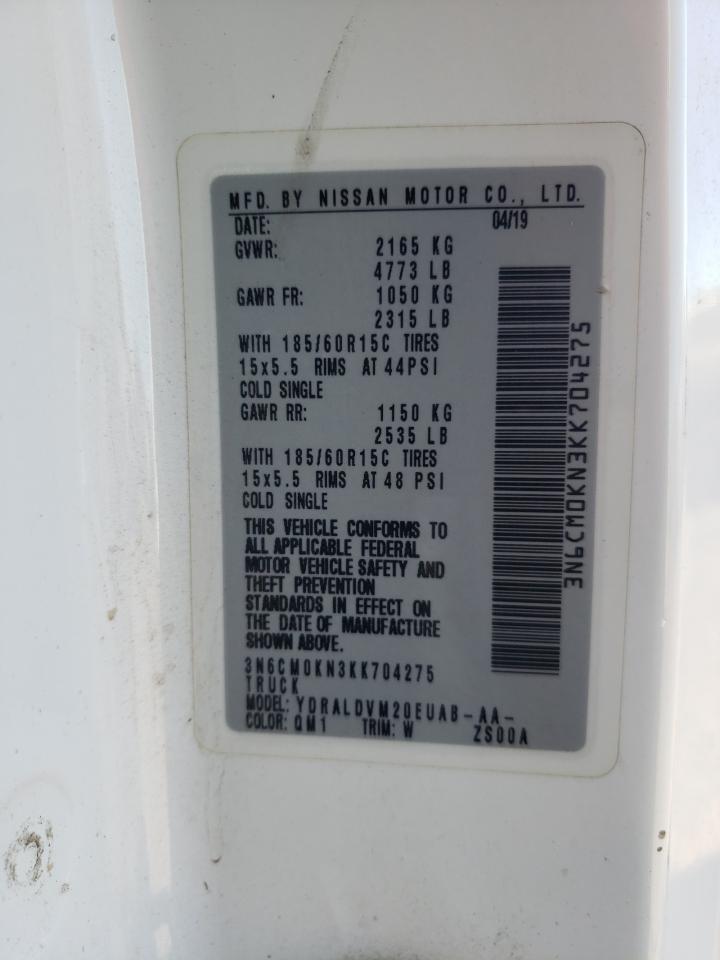 MFD. BY NISSAN MOTOR CO., LTD.
DATE: 04/19
GVWR: 2165 KG
4773 LB
GAWR FR: 1050 KG
2315 LB
WITH 185/60R15C TIRES
15x5.5 RIMS AT 44PSI
COLD SINGLE
GAWR RR: 1150 KG
2535 LB
WITH 185/60R15C TIRES
15x5.5 RIMS AT 48 PSI
COLD SINGLE
THIS VEHICLE CONFORMS TO
ALL APPLICABLE FEDERAL
MOTOR VEHICLE SAFETY AND
THEFT PREVENTION
STANDARDS IN EFFECT ON
THE DATE OF MANUFACTURE
SHOWN ABOVE.
3N6CM0KN3KK704275
TRUCK
MODEL: YDRALDVM20EUAB-AA-
COLOR: QM1 TRIM: W ZS00A
3N6CM0KN3KK704275